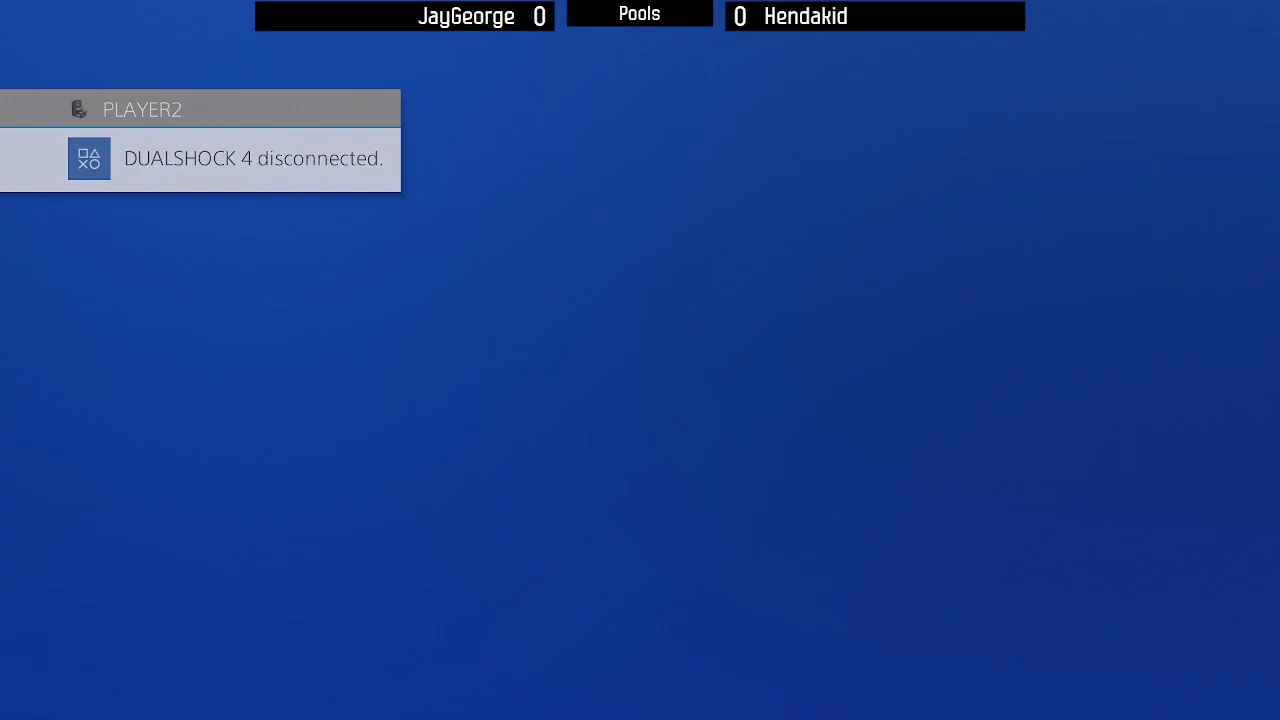 JayGeorge 0
Pools
0 Hendakid
PLAYER2
DUALSHOCK 4 disconnected.